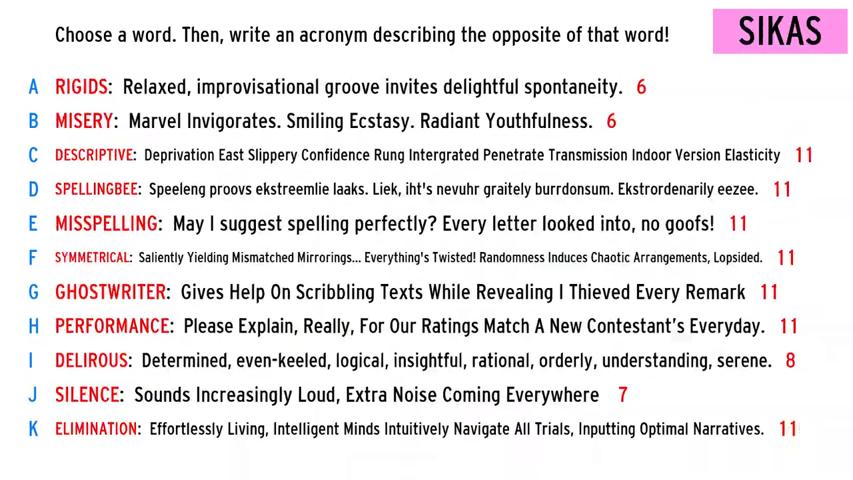 Choose a word. Then, write an acronym describing the opposite of that word!
SIKAS
A RIGIDS: Relaxed, improvisational groove invites delightful spontaneity. 6
B MISERY: Marvel Invigorates. Smiling Ecstasy. Radiant Youthfulness. 6
C DESCRIPTIVE: Deprivation East Slippery Confidence Rung Intergrated Penetrate Transmission Indoor Version Elasticity 11
D SPELLINGBEE: Speeleng proovs ekstreemlie laaks. Liek, iht's nevuhr graitely burrdonsum. Ekstrordenarily eezee. 11
E MISSPELLING: May I suggest spelling perfectly? Every letter looked into, no goofs! 11
F SYMMETRICAL: Saliently Yielding Mismatched Mirrorings... Everything's Twisted! Randomness Induces Chaotic Arrangements, Lopsided. 11
G GHOSTWRITER: Gives Help On Scribbling Texts While Revealing I Thieved Every Remark 11
H PERFORMANCE: Please Explain, Really, For Our Ratings Match A New Contestant's Everyday. 11
I DELIROUS: Determined, even-keeled, logical, insightful, rational, orderly, understanding, serene. 8
J SILENCE: Sounds Increasingly Loud, Extra Noise Coming Everywhere 7
K ELIMINATION: Effortlessly Living, Intelligent Minds Intuitively Navigate All Trials, Inputting Optimal Narratives. 11